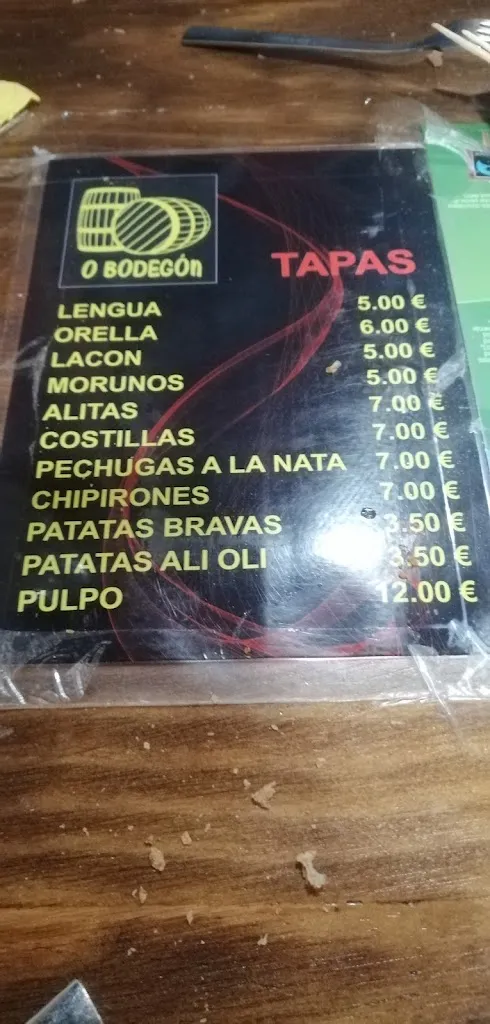 O BODEGÓN
TAPAS
LENGUA 5.00 €
ORELLA 6.00 €
LACON 5.00 €
MORUNOS 5.00 €
ALITAS 7.00 €
COSTILLAS 7.00 €
PECHUGAS A LA NATA 7.00 €
CHIPIRONES 7.00 €
PATATAS BRAVAS 3.50 €
PATATAS ALI OLI 3.50 €
PULPO 12.00 €